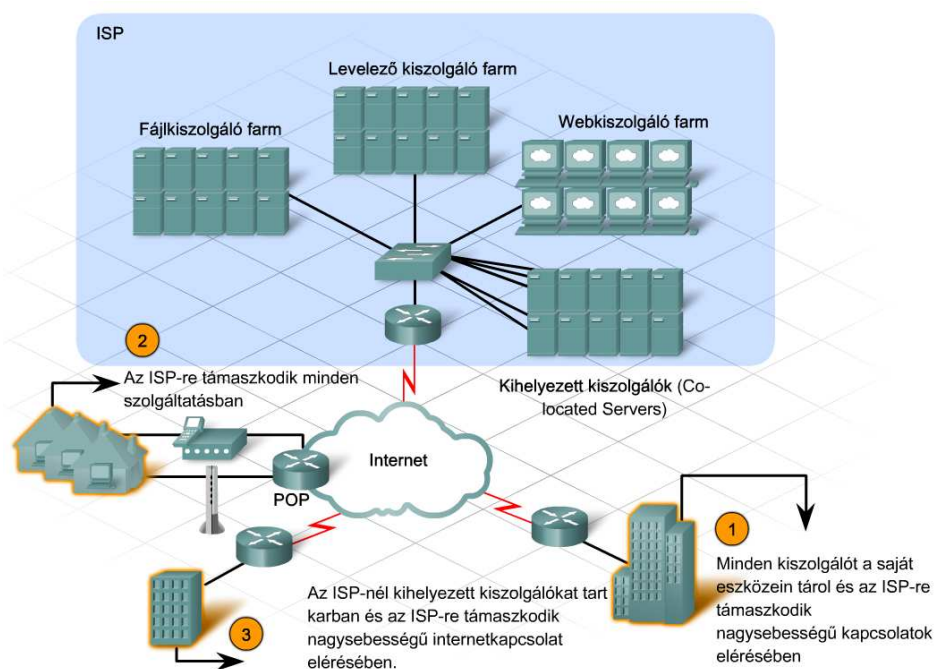 ISP
Levelező kiszolgáló farm
Fájlkiszolgáló farm
Webkiszolgáló farm
2
Az ISP-re támaszkodik minden
szolgáltatásban
Kihelyezett kiszolgálók (Co-
located Servers)
Internet
POP
1
Minden kiszolgálót a saját
eszközein tárol és az ISP-re
támaszkodik
nagysebességű kapcsolatok
elérésében
3
Az ISP-nél kihelyezett kiszolgálókat tart
karban és az ISP-re támaszkodik
nagysebességű internetkapcsolat
elérésében.